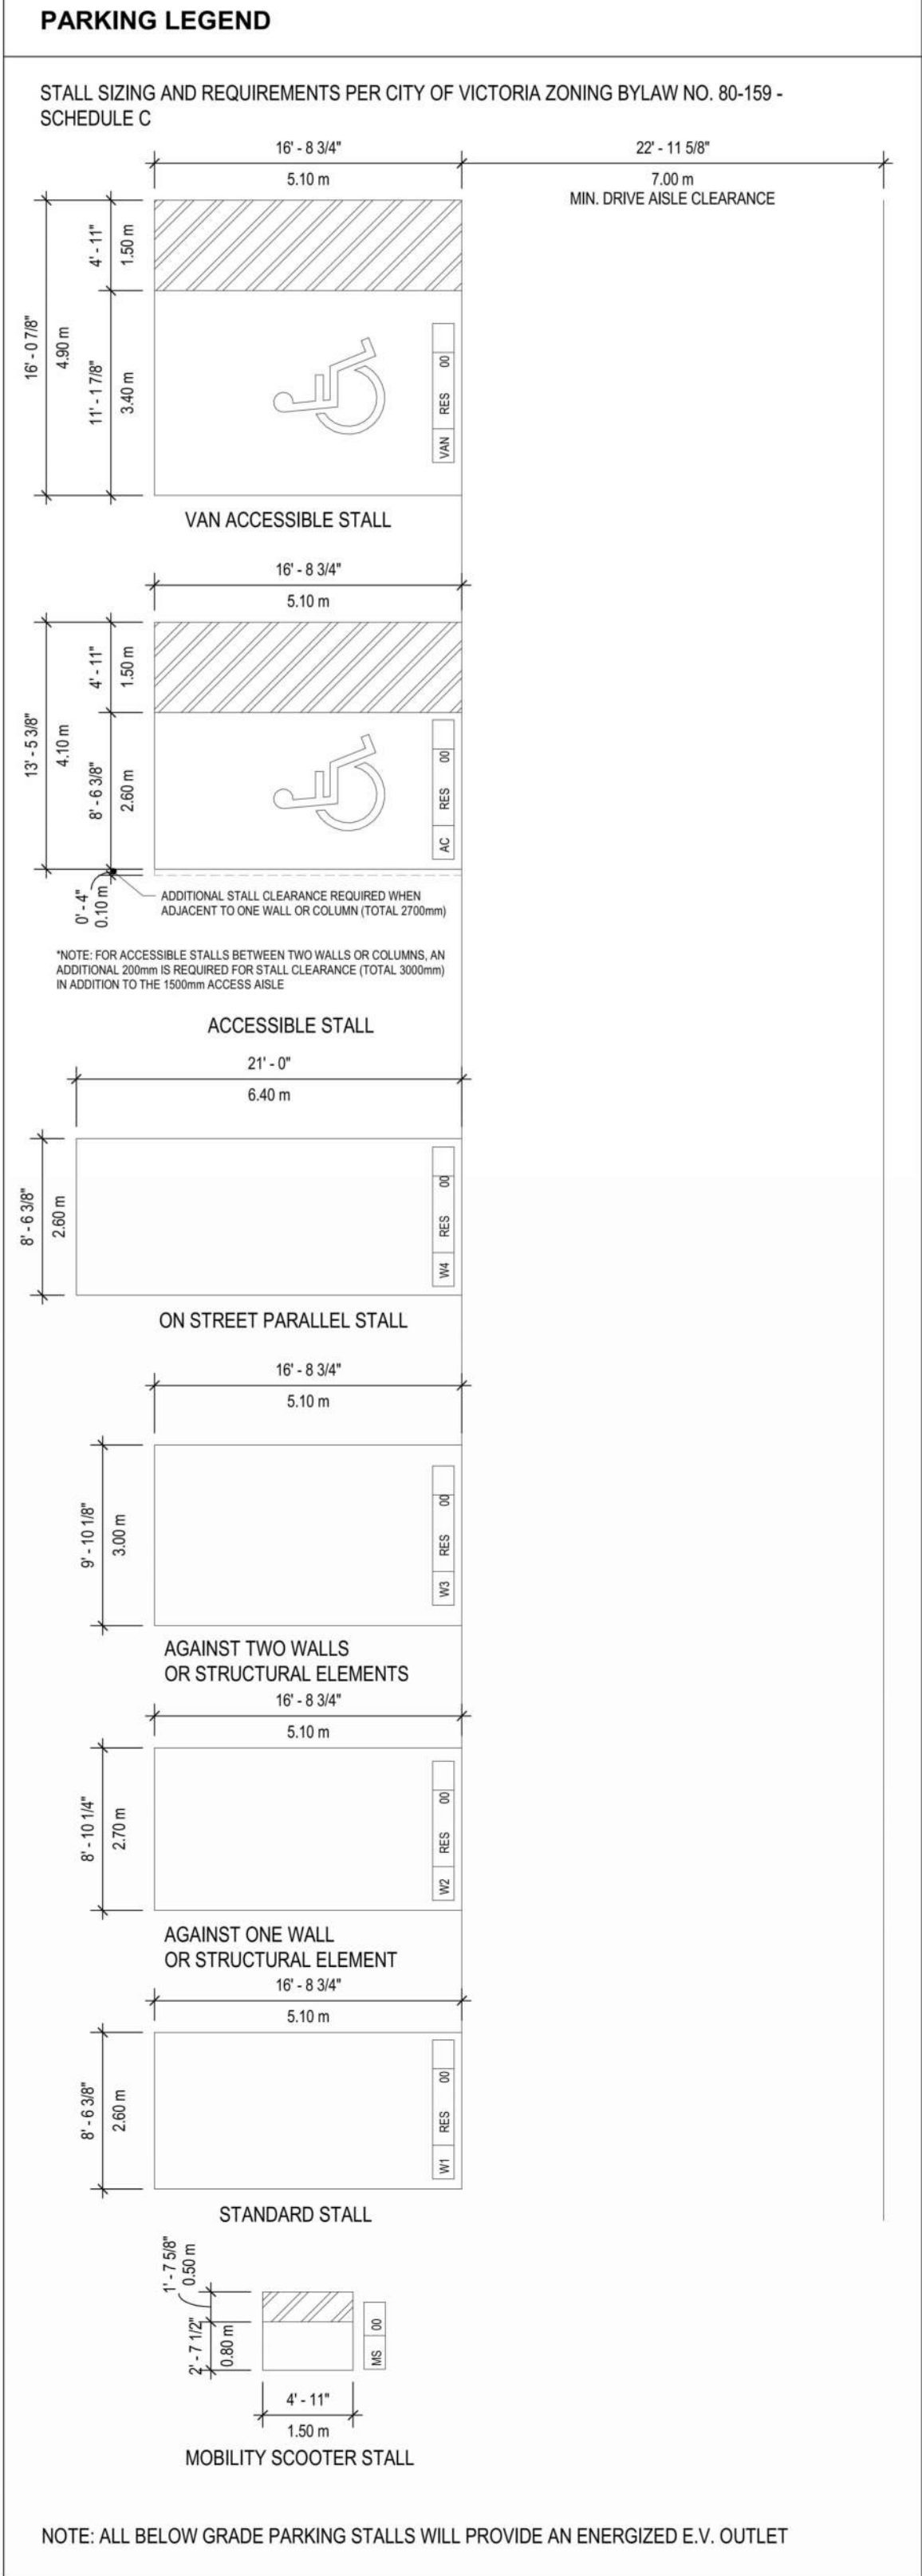 PARKING LEGEND
STALL SIZING AND REQUIREMENTS PER CITY OF VICTORIA ZONING BYLAW NO. 80-159 -
SCHEDULE C
16' - 8 3/4"
5.10 m
22' - 11 5/8"
7.00 m
MIN. DRIVE AISLE CLEARANCE
16' - 0 7/8"
4.90 m
4' - 11"
1.50 m
11' - 1 7/8"
3.40 m
VAN RES 00
VAN ACCESSIBLE STALL
16' - 8 3/4"
5.10 m
13' - 5 3/8"
4.10 m
4' - 11"
1.50 m
8' - 6 3/8"
2.60 m
AC RES 00
0' - 4"
0.10 m
ADDITIONAL STALL CLEARANCE REQUIRED WHEN
ADJACENT TO ONE WALL OR COLUMN (TOTAL 2700mm)
*NOTE: FOR ACCESSIBLE STALLS BETWEEN TWO WALLS OR COLUMNS, AN
ADDITIONAL 200mm IS REQUIRED FOR STALL CLEARANCE (TOTAL 3000mm)
IN ADDITION TO THE 1500mm ACCESS AISLE
ACCESSIBLE STALL
21' - 0"
6.40 m
8' - 6 3/8"
2.60 m
W4 RES 00
ON STREET PARALLEL STALL
16' - 8 3/4"
5.10 m
9' - 10 1/8"
3.00 m
W3 RES 00
AGAINST TWO WALLS
OR STRUCTURAL ELEMENTS
16' - 8 3/4"
5.10 m
8' - 10 1/4"
2.70 m
W2 RES 00
AGAINST ONE WALL
OR STRUCTURAL ELEMENT
16' - 8 3/4"
5.10 m
8' - 6 3/8"
2.60 m
W1 RES 00
STANDARD STALL
1' - 7 5/8"
0.50 m
2' - 7 1/2"
0.80 m
MS 00
4' - 11"
1.50 m
MOBILITY SCOOTER STALL
NOTE: ALL BELOW GRADE PARKING STALLS WILL PROVIDE AN ENERGIZED E.V. OUTLET